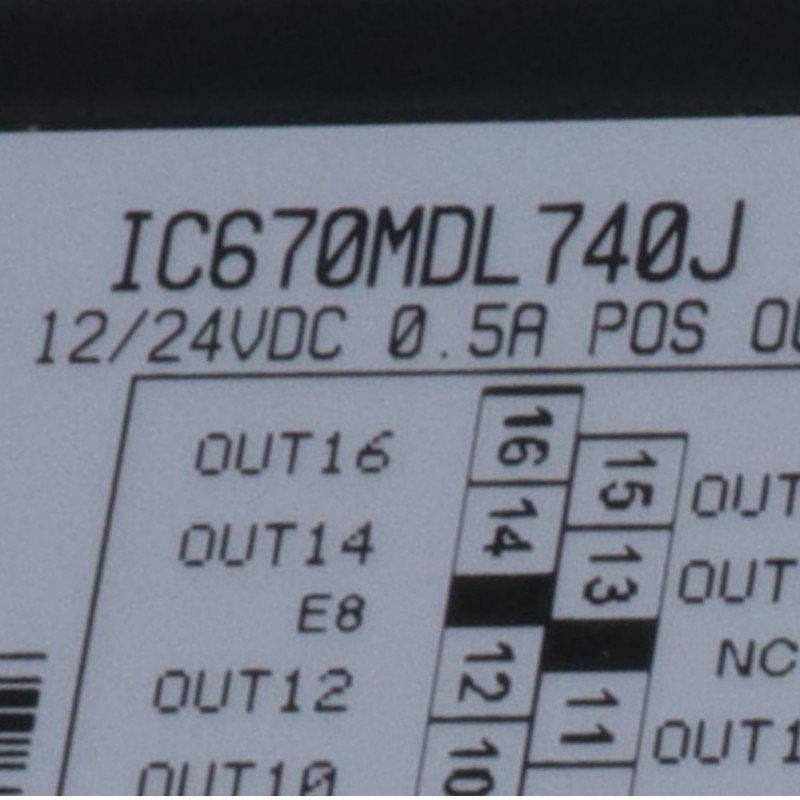 IC670MDL740J
12/24VDC 0.5A POS
OUT16 16
15
OUT14 14
13
E8
NC
OUT12 12
11
OUT10 10